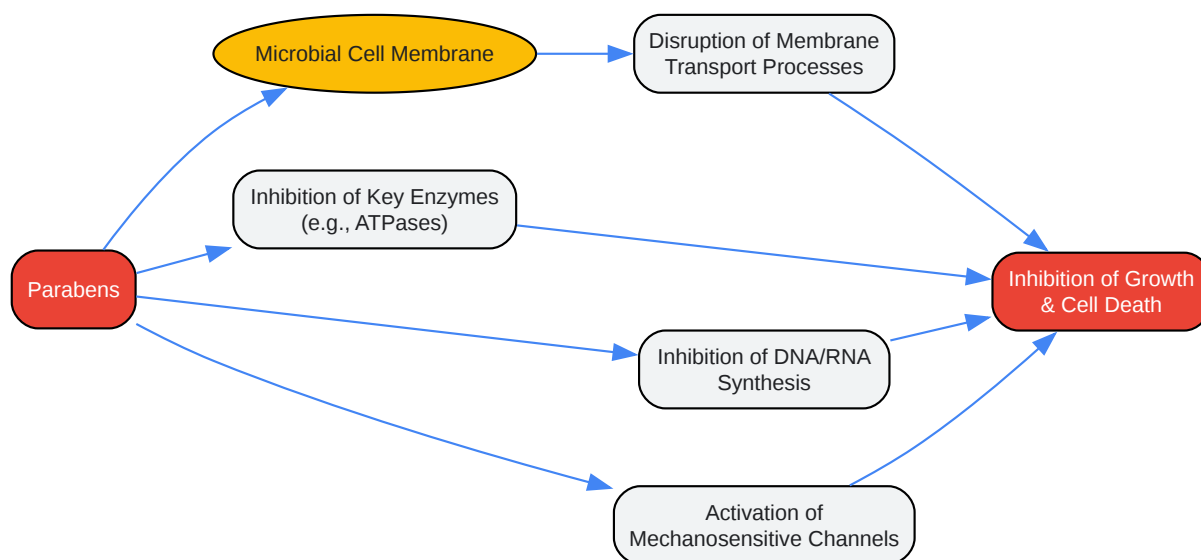 Microbial Cell Membrane
Disruption of Membrane
Transport Processes
Inhibition of Key Enzymes
(e.g., ATPases)
Parabens
Inhibition of Growth
& Cell Death
Inhibition of DNA/RNA
Synthesis
Activation of
Mechanosensitive Channels